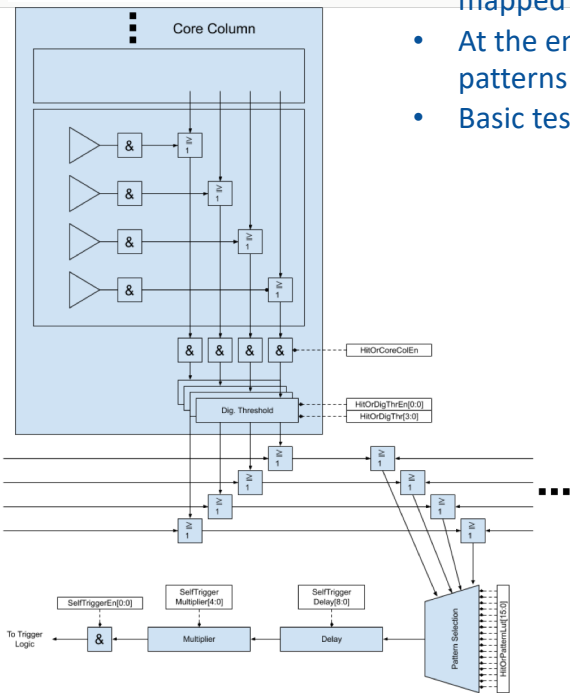 mapped
• At the en
patterns
• Basic tes
Core Column
&
≥
1
&
≥
1
&
≥
1
&
≥
1
& & & &
HitOrCoreColEn
HitOrDigThrEn[0:0]
Dig. Threshold
HitOrDigThr[3:0]
≥
1
≥
1
≥
1
≥
1
≥
1
≥
1
≥
1
≥
1
SelfTriggerEn[0:0]
SelfTrigger
Multiplier[4:0]
SelfTrigger
Delay[8:0]
To Trigger
Logic
&
Multiplier
Delay
Pattern Selection
HitOrPatternLut[15:0]